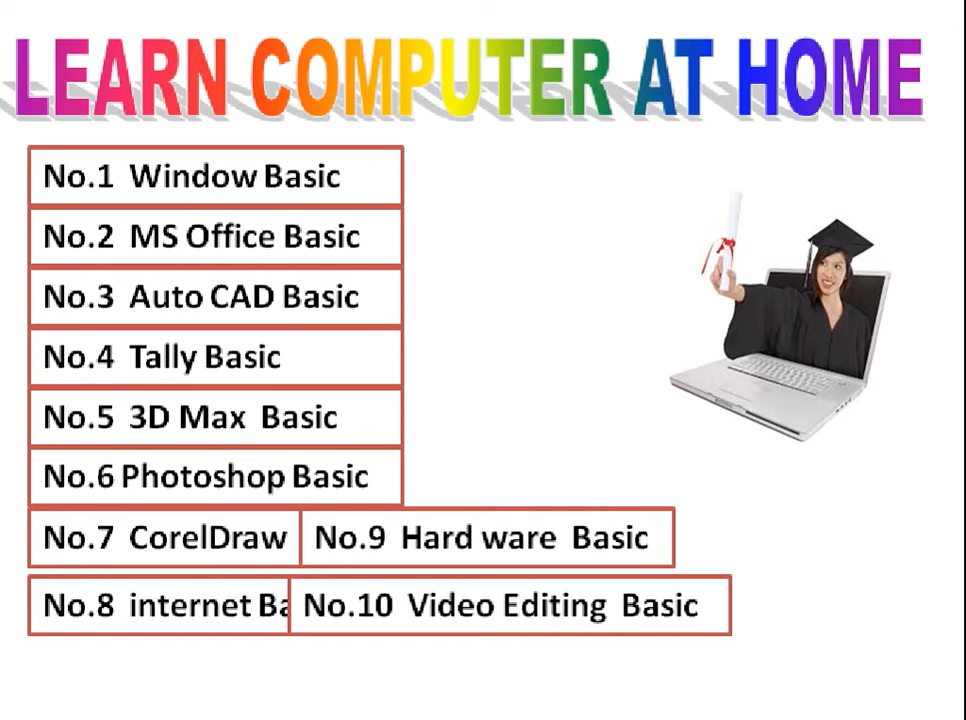 LEARN COMPUTER AT HOME
No.1 Window Basic
No.2 MS Office Basic
No.3 Auto CAD Basic
No.4 Tally Basic
No.5 3D Max Basic
No.6 Photoshop Basic
No.7 CorelDraw
No.9 Hard ware Basic
No.8 internet
No.10 Video Editing Basic